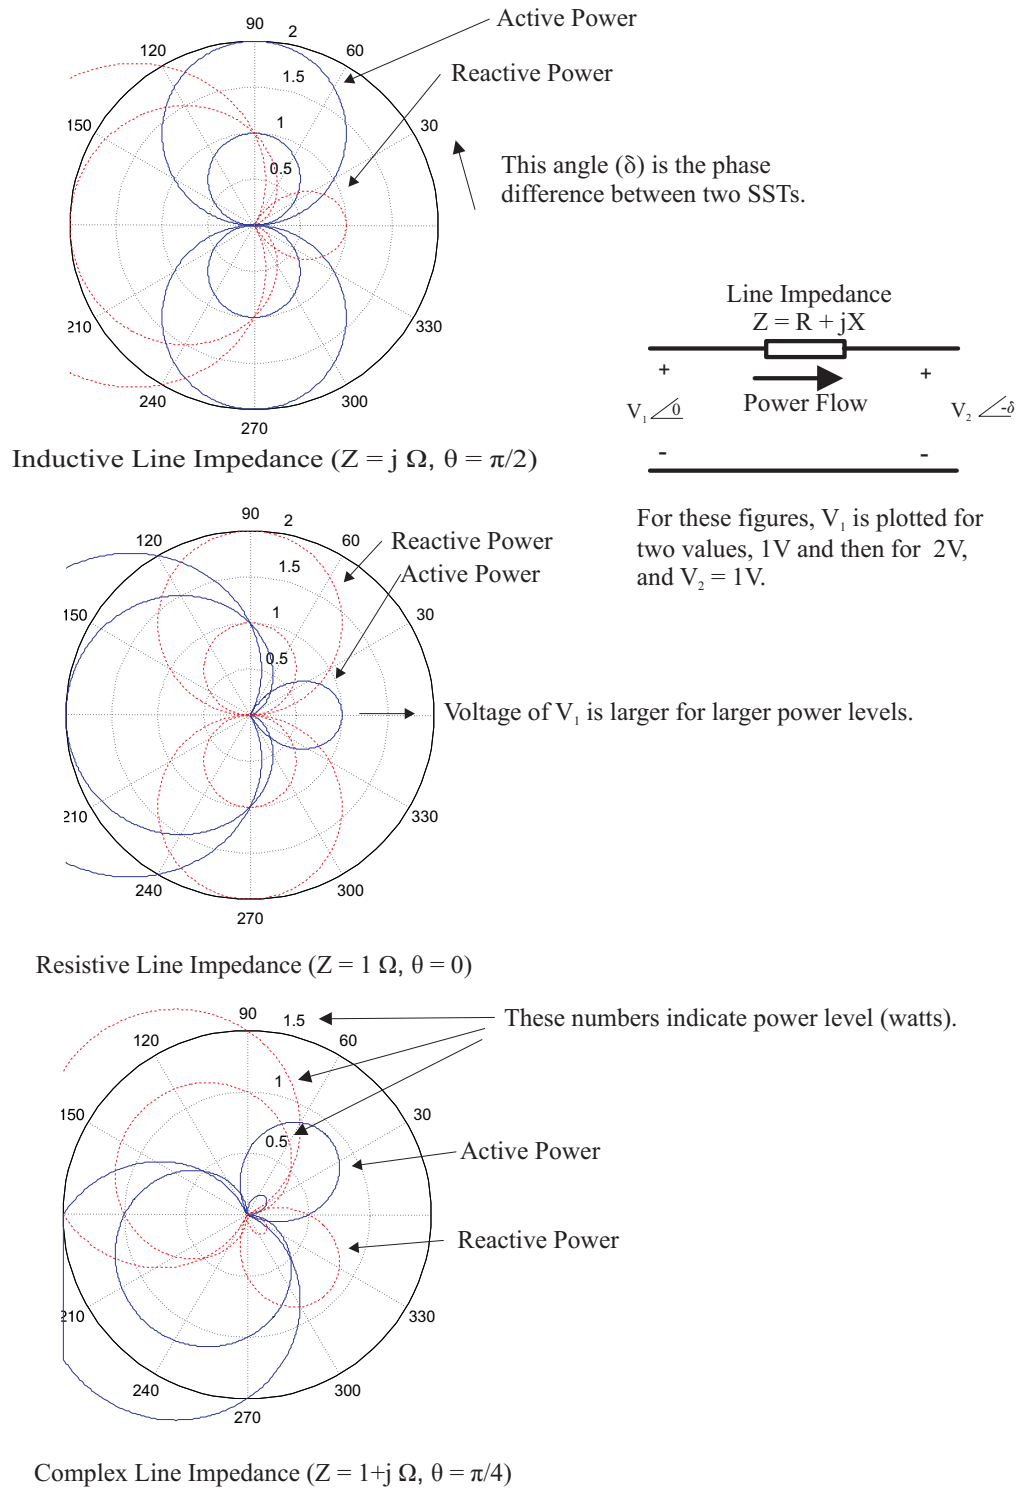 90
2
Active Power
120
60
Reactive Power
1.5
150
1
30
0.5
This angle (δ) is the phase
difference between two SSTs.
210
330
240
300
270
Inductive Line Impedance (Z = j Ω, θ = π/2)
Line Impedance
Z = R + jX
+
+
V₁∠0
Power Flow
V₂∠-δ
-
-
For these figures, V₁ is plotted for
two values, 1V and then for 2V,
and V₂ = 1V.
90
2
120
60
Reactive Power
1.5
Active Power
150
1
30
0.5
Voltage of V₁ is larger for larger power levels.
210
330
240
300
270
Resistive Line Impedance (Z = 1 Ω, θ = 0)
90
1.5
These numbers indicate power level (watts).
120
60
1
150
30
0.5
Active Power
Reactive Power
210
330
240
300
270
Complex Line Impedance (Z = 1+j Ω, θ = π/4)